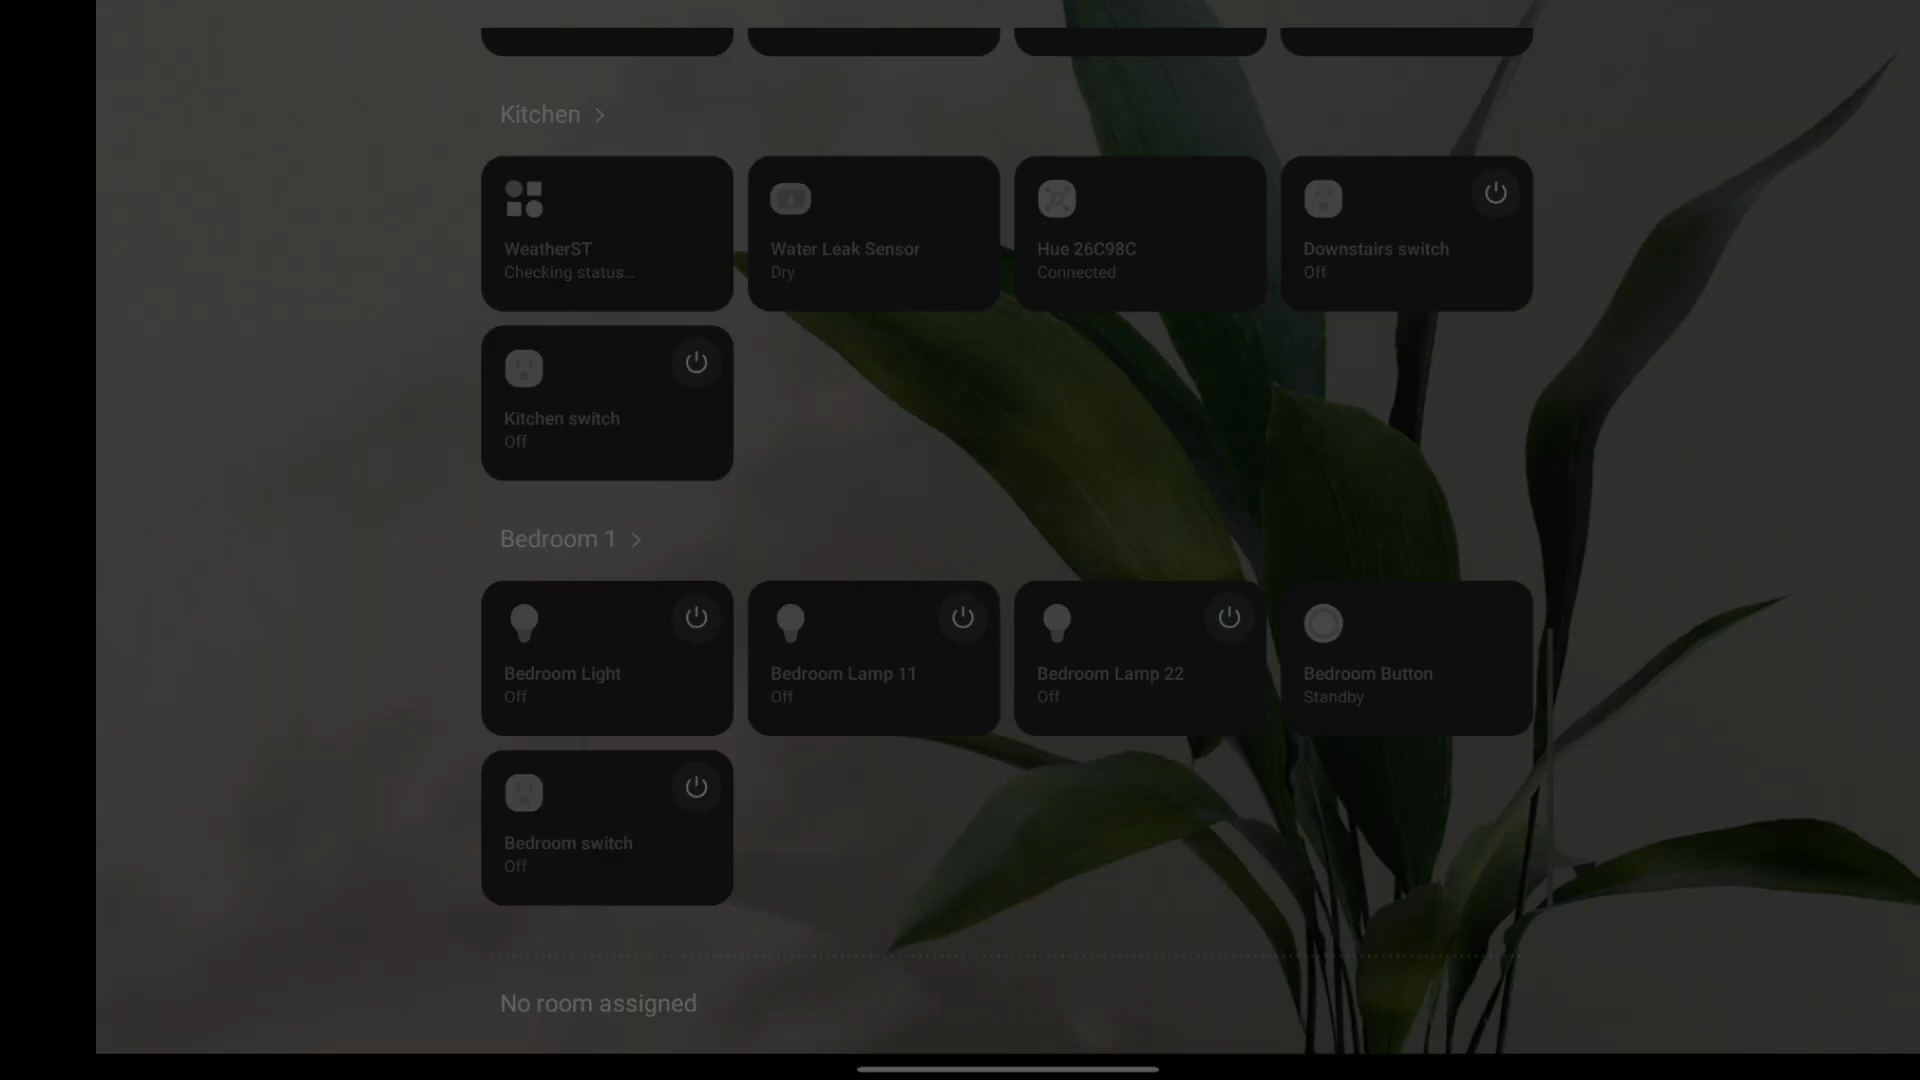 Kitchen
WeatherST
Checking status...
Water Leak Sensor
Dry
Hue 26C98C
Connected
Downstairs switch
Off
Kitchen switch
Off
Bedroom 1
Bedroom Light
Off
Bedroom Lamp 11
Off
Bedroom Lamp 22
Off
Bedroom Button
Standby
Bedroom switch
Off
No room assigned